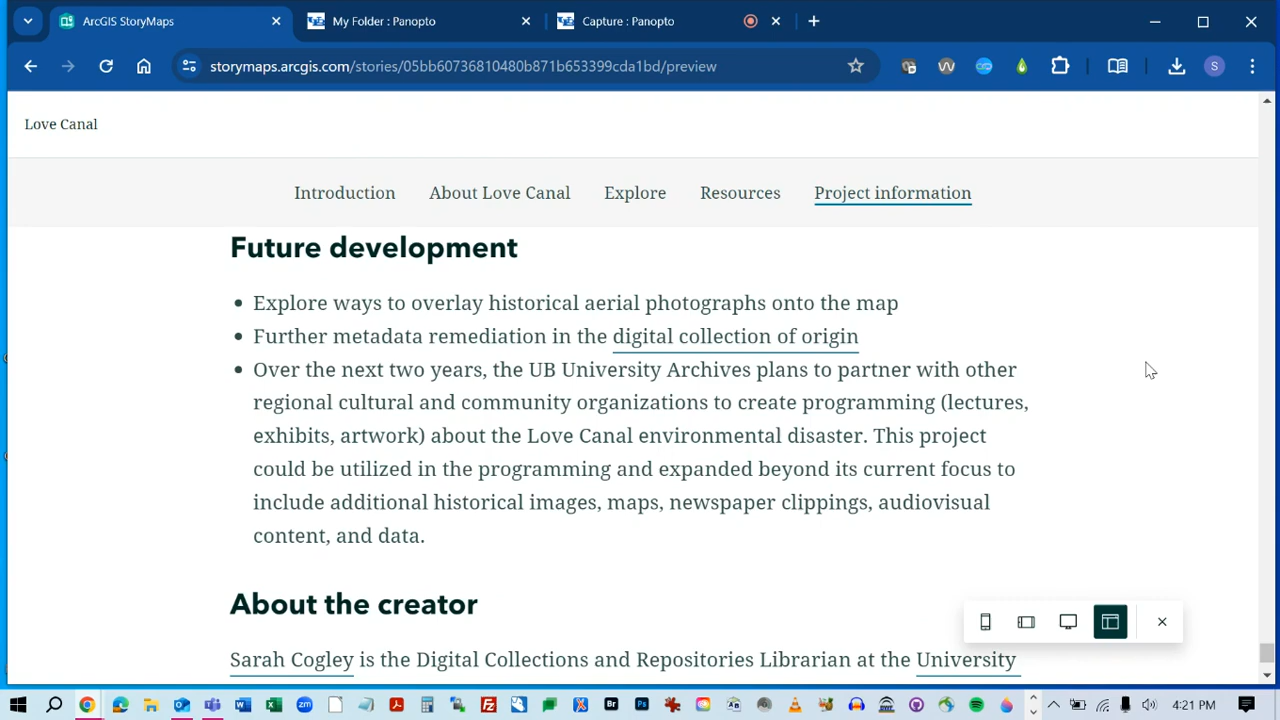 ArcGIS StoryMaps
My Folder : Panopto
Capture : Panopto
storymaps.arcgis.com/stories/05bb60736810480b871b653399cda1bd/preview
S
Love Canal
Introduction
About Love Canal
Explore
Resources
Project information
Future development
• Explore ways to overlay historical aerial photographs onto the map
• Further metadata remediation in the digital collection of origin
• Over the next two years, the UB University Archives plans to partner with other
regional cultural and community organizations to create programming (lectures,
exhibits, artwork) about the Love Canal environmental disaster. This project
could be utilized in the programming and expanded beyond its current focus to
include additional historical images, maps, newspaper clippings, audiovisual
content, and data.
About the creator
Sarah Cogley is the Digital Collections and Repositories Librarian at the University
4:21 PM